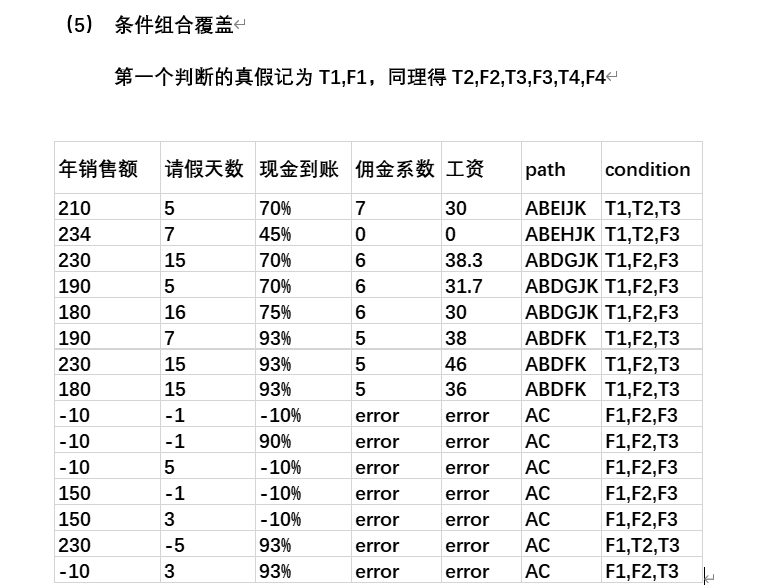 (5) 条件组合覆盖
第一个判断的真假记为 T1,F1，同理得 T2,F2,T3,F3,T4,F4
年销售额 请假天数 现金到账 佣金系数 工资 path condition
210 5 70% 7 30 ABEIJK T1,T2,T3
234 7 45% 0 0 ABEHJK T1,T2,F3
230 15 70% 6 38.3 ABDGJK T1,F2,F3
190 5 70% 6 31.7 ABDGJK T1,F2,F3
180 16 75% 6 30 ABDGJK T1,F2,F3
190 7 93% 5 38 ABDFK T1,F2,T3
230 15 93% 5 46 ABDFK T1,F2,T3
180 15 93% 5 36 ABDFK T1,F2,T3
-10 -1 -10% error error AC F1,F2,F3
-10 -1 90% error error AC F1,F2,T3
-10 5 -10% error error AC F1,F2,F3
150 -1 -10% error error AC F1,F2,F3
150 3 -10% error error AC F1,F2,F3
230 -5 93% error error AC F1,T2,T3
-10 3 93% error error AC F1,F2,T3